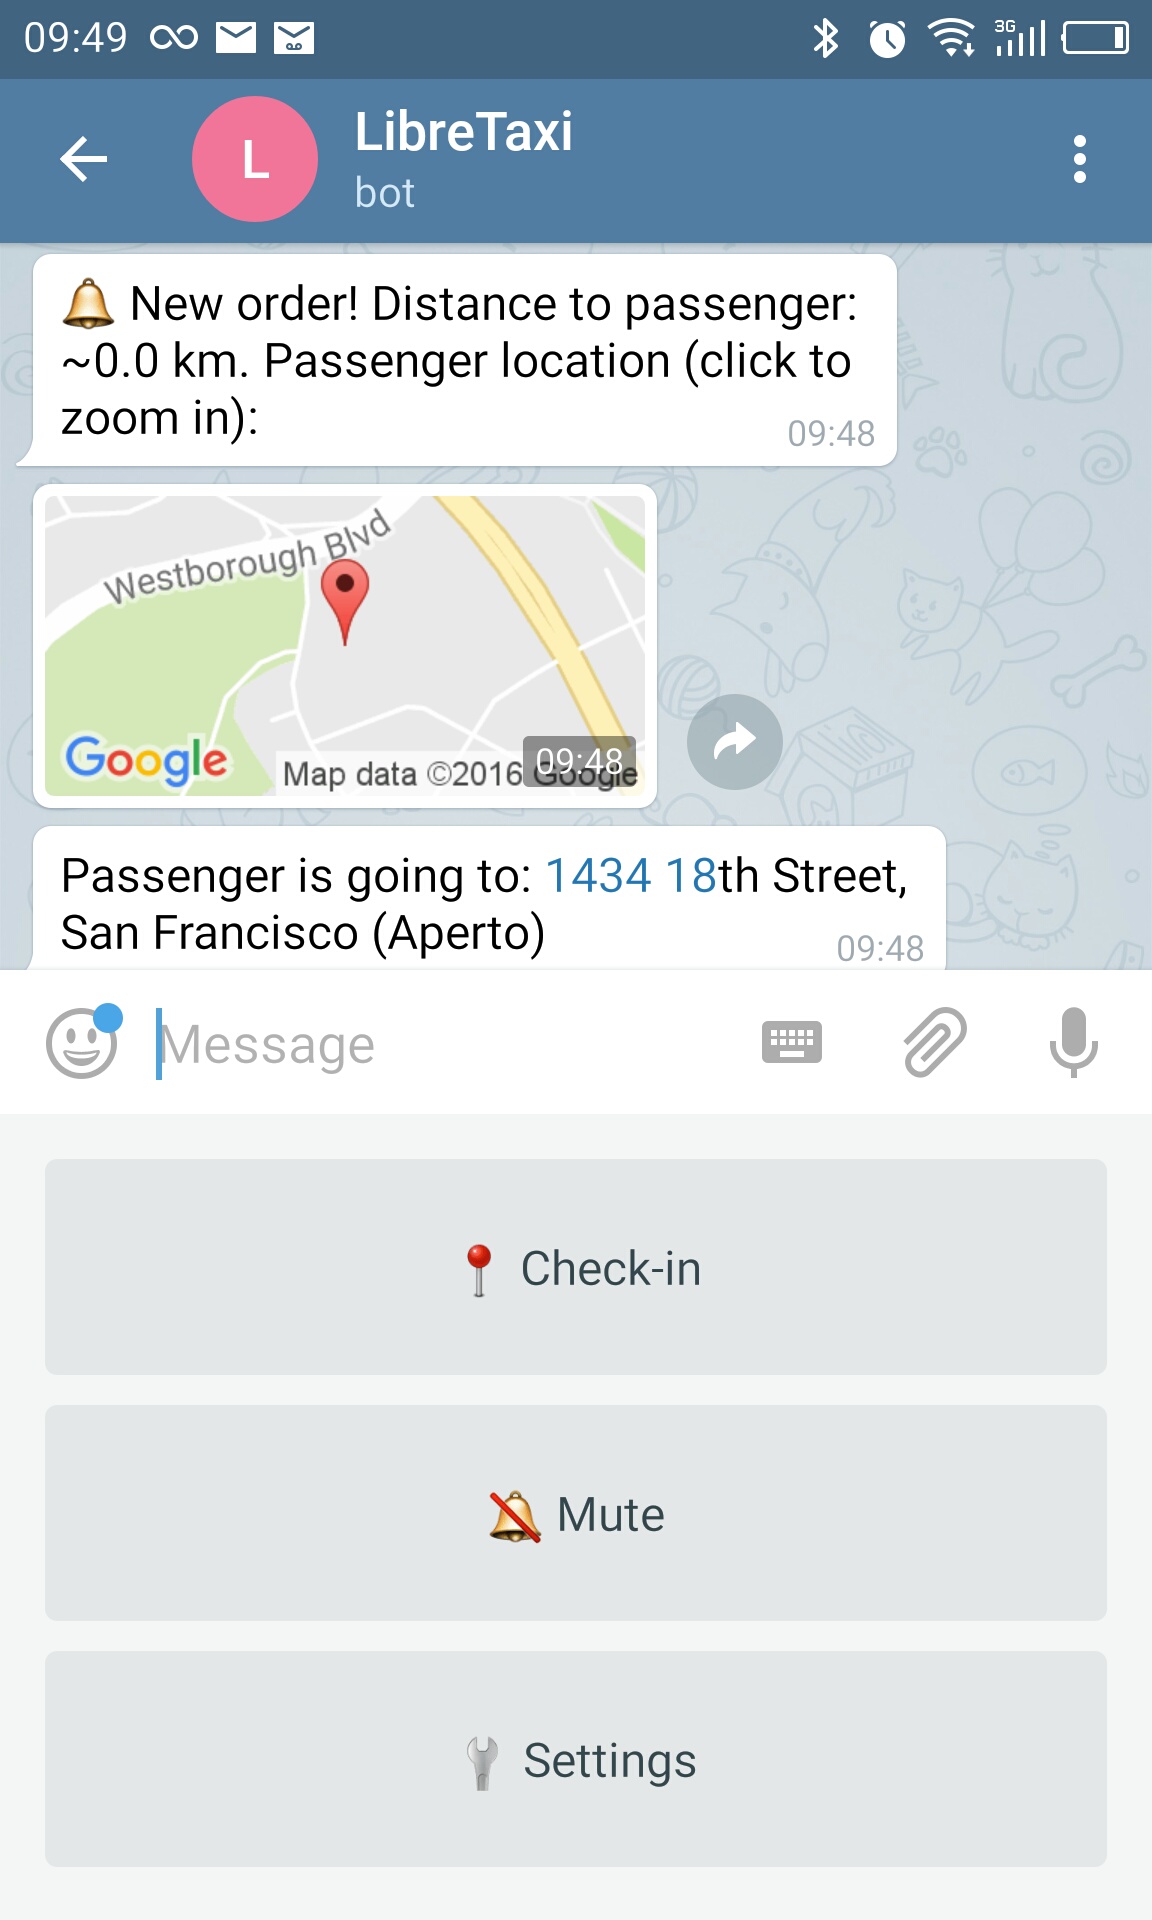 09:49
3G
L
LibreTaxi
bot
🔔 New order! Distance to passenger:
~0.0 km. Passenger location (click to
zoom in):
09:48
Westborough Blvd
Google
Map data ©2016 Google
09:48
Passenger is going to: 1434 18th Street,
San Francisco (Aperto)
09:48
Message
📍 Check-in
🔕 Mute
🔧 Settings